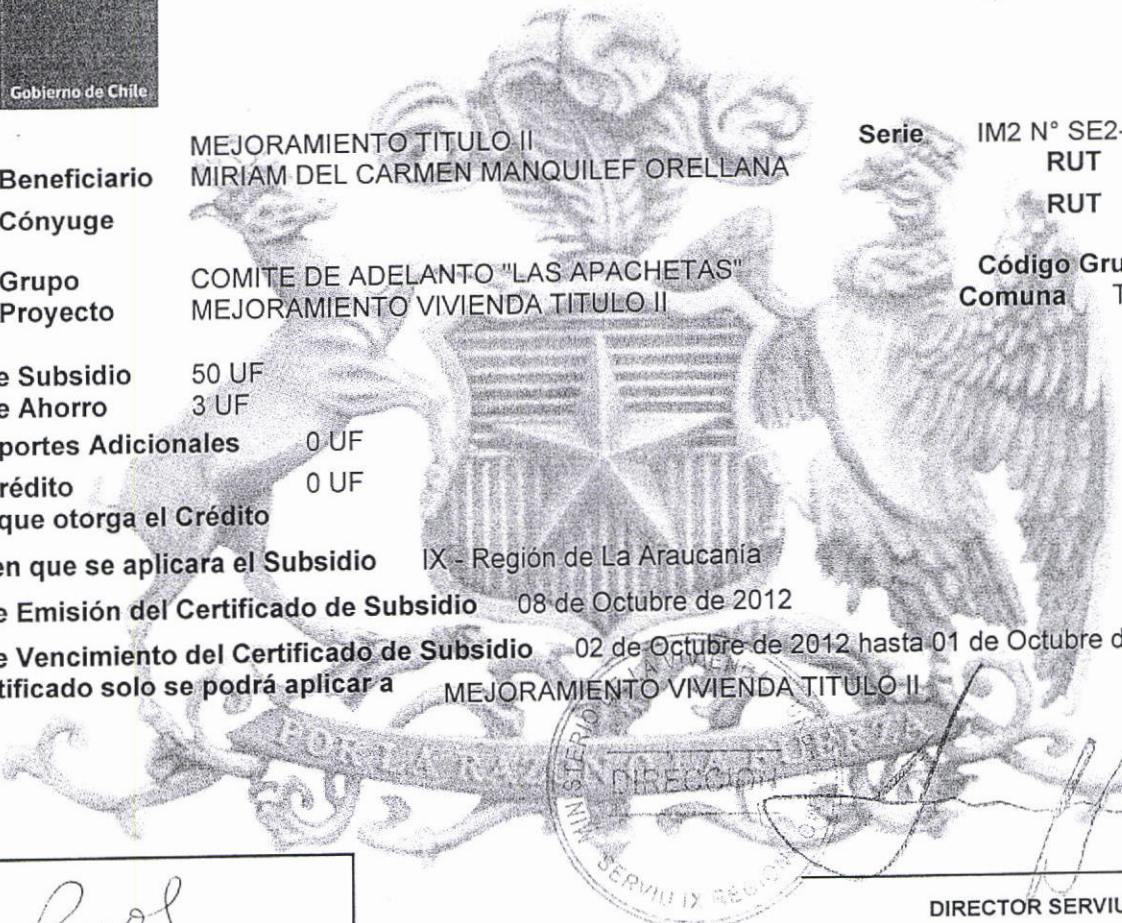 Gobierno de Chile
MEJORAMIENTO TITULO II
Serie IM2 N° SE2-
Beneficiario MIRIAM DEL CARMEN MANQUILEF ORELLANA RUT
Cónyuge RUT
Grupo COMITE DE ADELANTO "LAS APACHETAS" Código Gru
Proyecto MEJORAMIENTO VIVIENDA TITULO II Comuna T
e Subsidio 50 UF
e Ahorro 3 UF
portes Adicionales 0 UF
rédito 0 UF
que otorga el Crédito
en que se aplicara el Subsidio IX - Región de La Araucanía
e Emisión del Certificado de Subsidio 08 de Octubre de 2012
e Vencimiento del Certificado de Subsidio 02 de Octubre de 2012 hasta 01 de Octubre d
tificado solo se podrá aplicar a MEJORAMIENTO VIVIENDA TITULO II
POR LA RAZON O LA FUERZA
MINISTERIO
DIRECCION
SERVIU IX REGION
DIRECTOR SERVIU